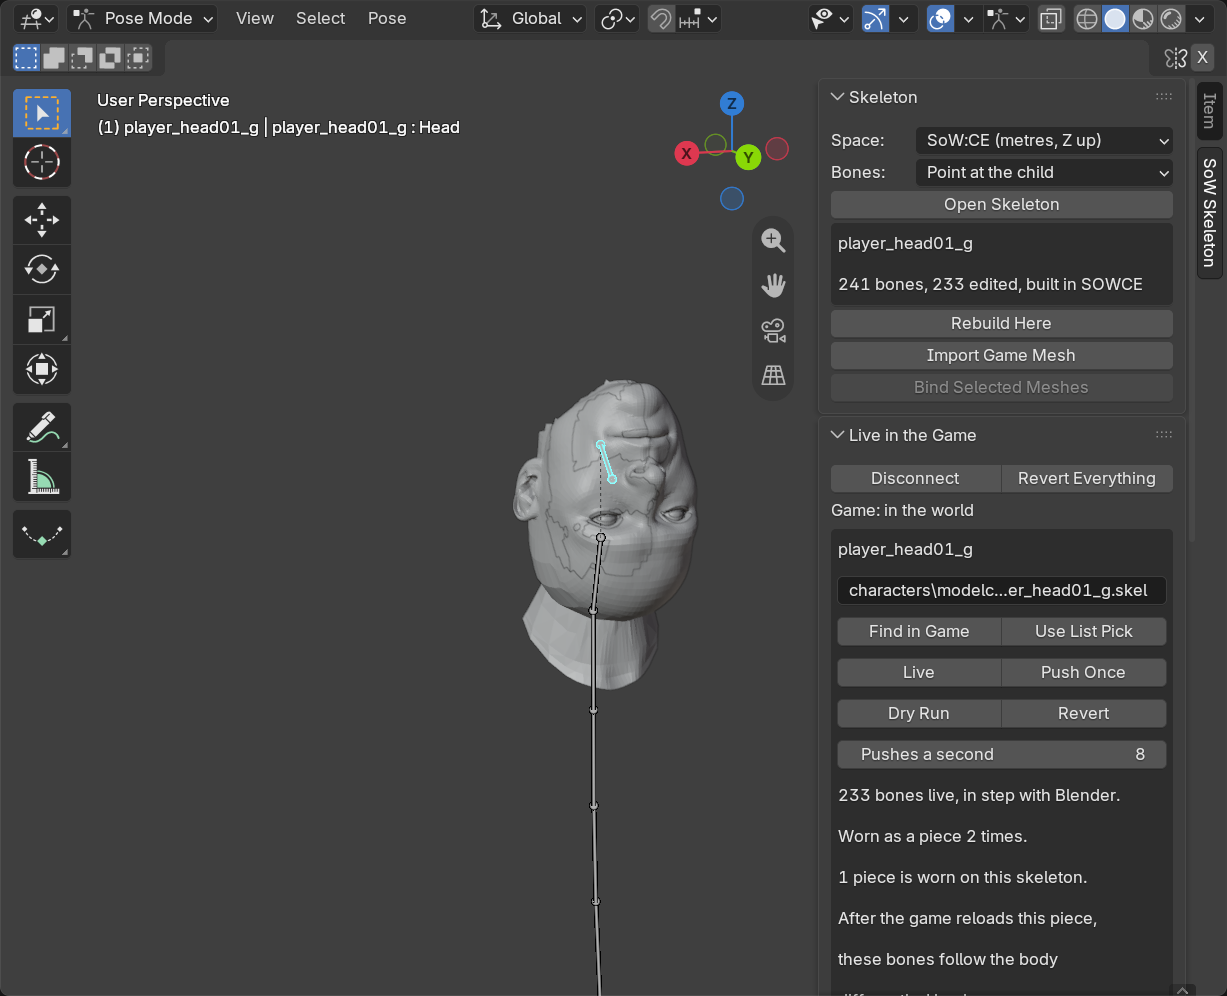 Pose Mode
View
Select
Pose
Global
X
User Perspective
(1) player_head01_g | player_head01_g : Head
Z
X
Y
Item
SoW Skeleton
Skeleton
Space: SoW:CE (metres, Z up)
Bones: Point at the child
Open Skeleton
player_head01_g
241 bones, 233 edited, built in SOWCE
Rebuild Here
Import Game Mesh
Bind Selected Meshes
Live in the Game
Disconnect Revert Everything
Game: in the world
player_head01_g
characters\modelc...er_head01_g.skel
Find in Game Use List Pick
Live Push Once
Dry Run Revert
Pushes a second 8
233 bones live, in step with Blender.
Worn as a piece 2 times.
1 piece is worn on this skeleton.
After the game reloads this piece,
these bones follow the body